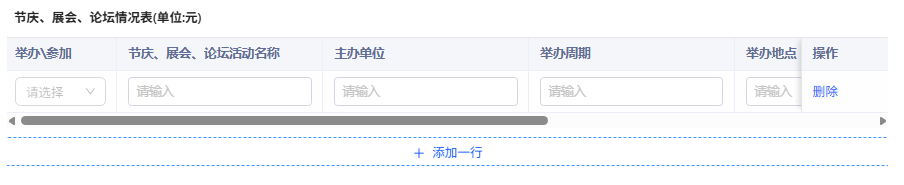 节庆、展会、论坛情况表(单位:元)
举办\参加 节庆、展会、论坛活动名称 主办单位 举办周期 举办地点 操作
请选择 请输入 请输入 请输入 请输入 删除
+ 添加一行